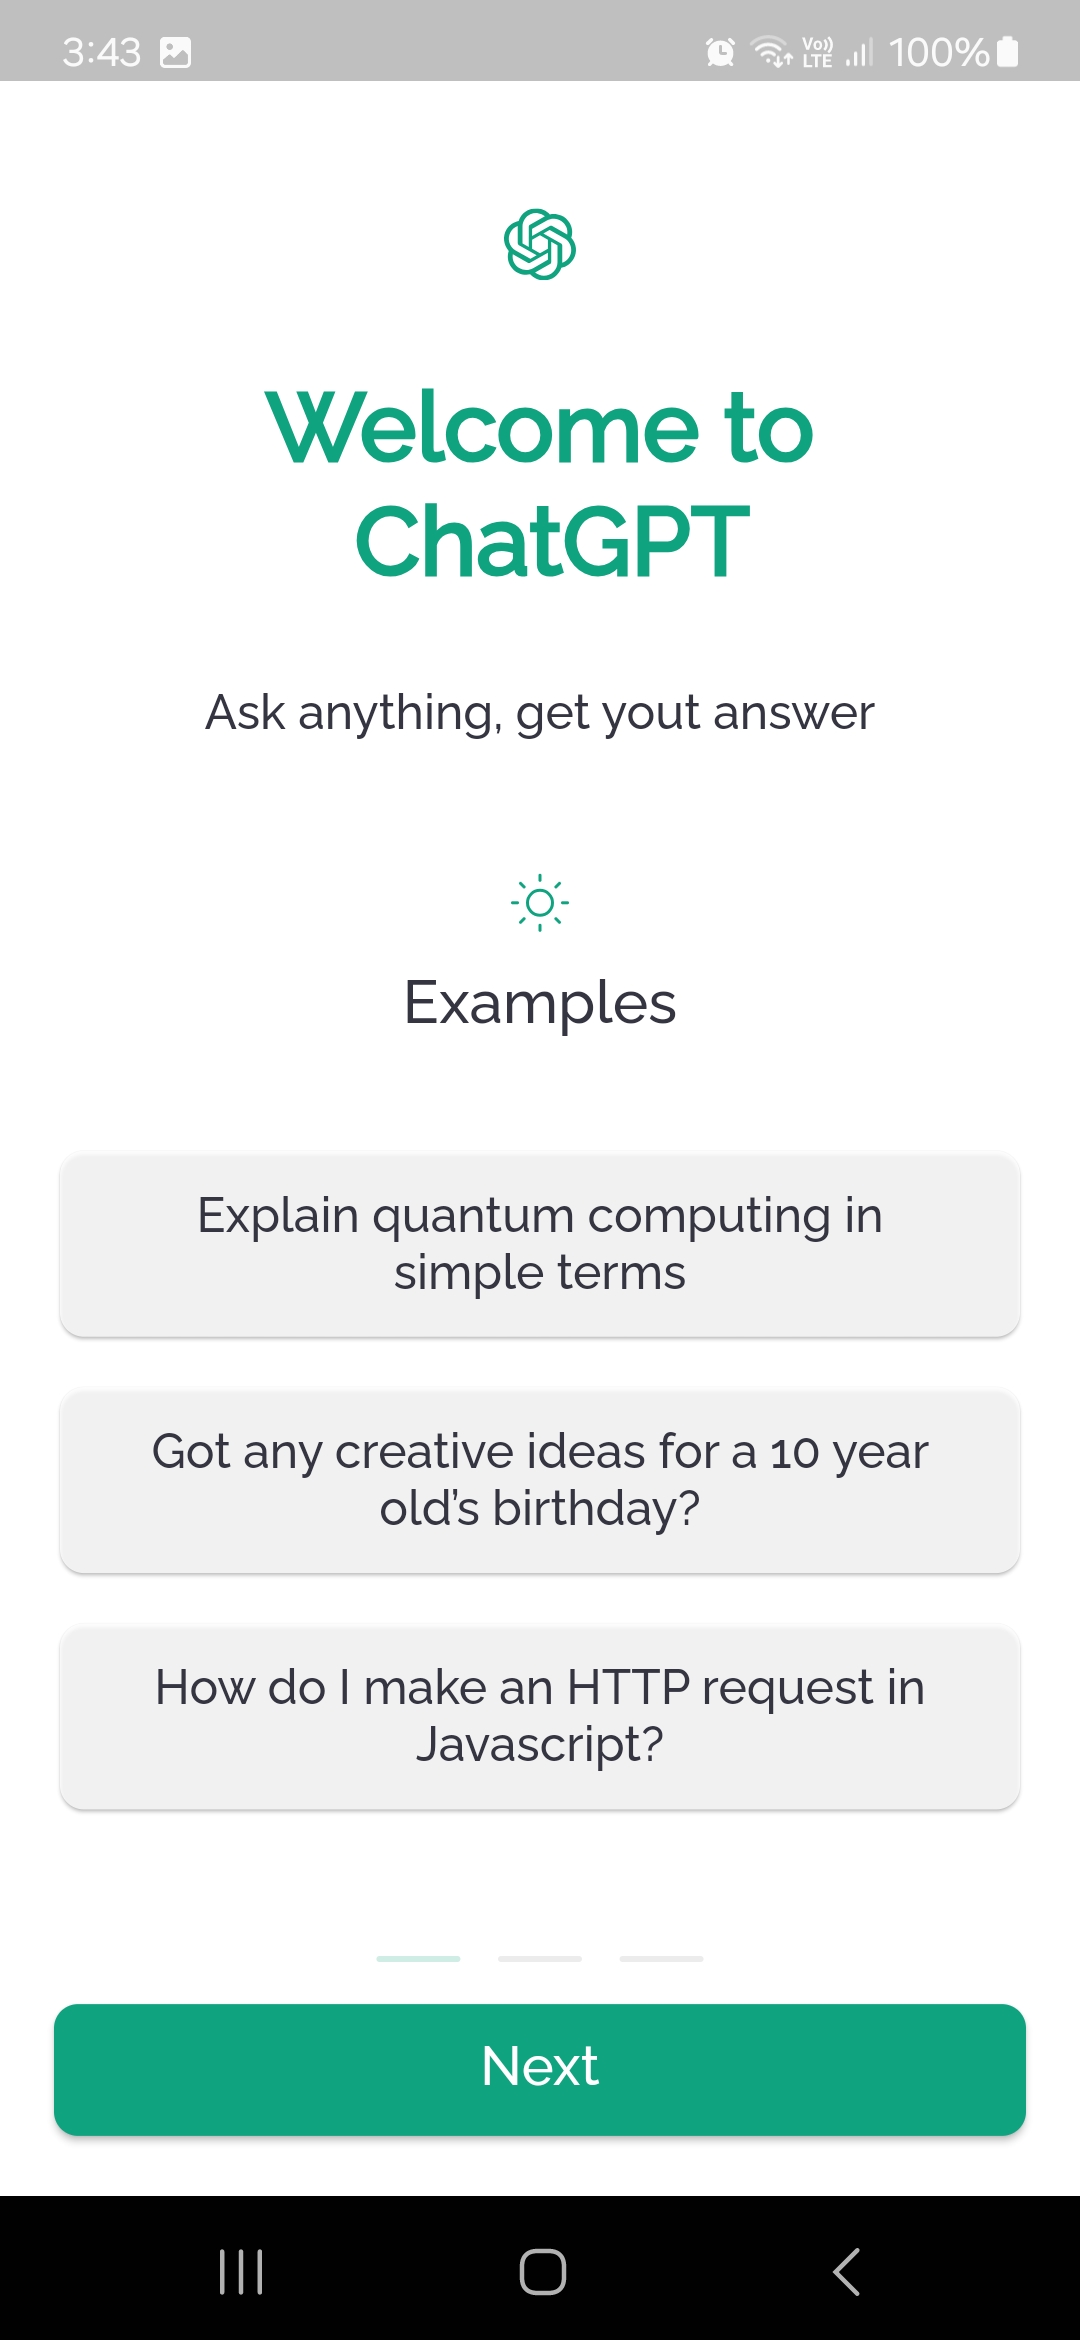 3:43 Vo)) LTE 100%
Welcome to
ChatGPT
Ask anything, get yout answer
Examples
Explain quantum computing in
simple terms
Got any creative ideas for a 10 year
old's birthday?
How do I make an HTTP request in
Javascript?
Next